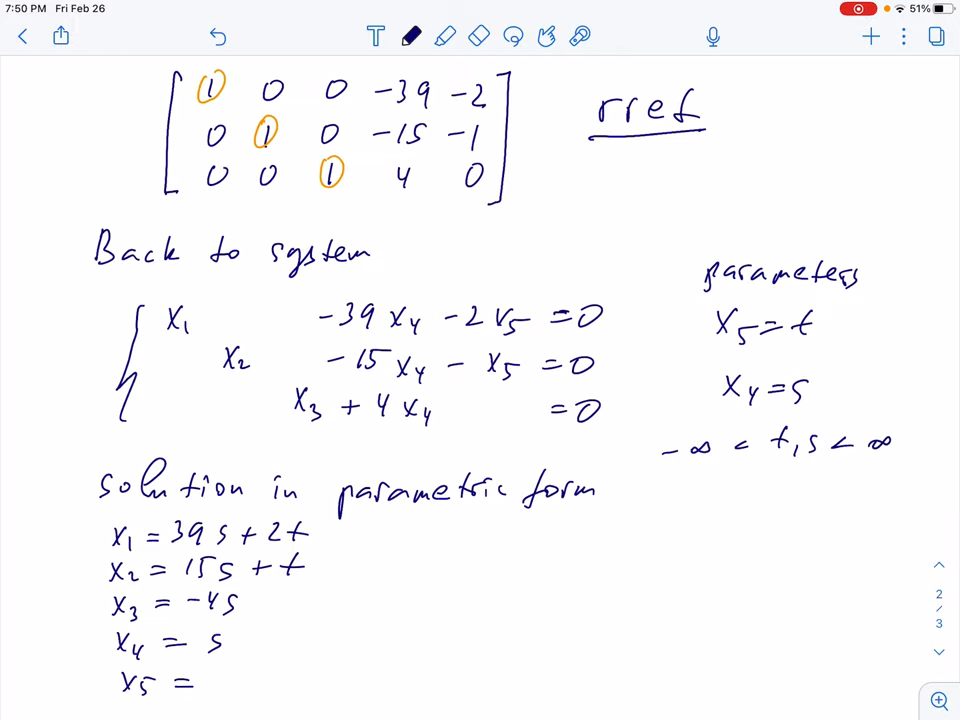 7:50 PM Fri Feb 26
51%
T
1 0 0 -39 -2
0 1 0 -15 -1
0 0 1 4 0
rref
Back to system
x1 -39 x4 - 2 x5 = 0
x2 -15 x4 - x5 = 0
x3 + 4 x4 = 0
parameters
x5 = t
x4 = s
-∞ < t, s < ∞
solution in parametric form
x1 = 39 s + 2t
x2 = 15s + t
x3 = -4s
x4 = s
x5 =
2
/
3